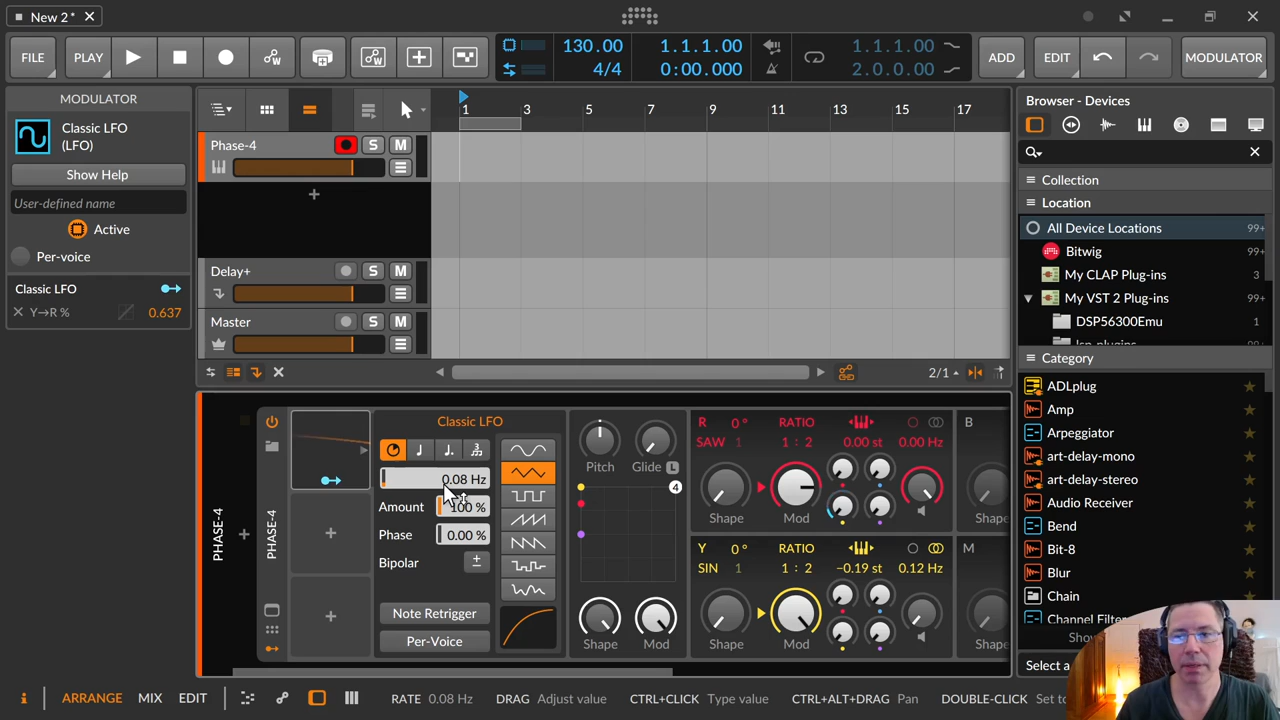 New 2*
FILE
PLAY
130.00
4/4
1.1.1.00
0:00.000
1.1.1.00
2.0.0.00
ADD
EDIT
MODULATOR
MODULATOR
Classic LFO
(LFO)
Show Help
User-defined name
Active
Per-voice
Classic LFO
Y→R %
0.637
1
3
5
7
9
11
13
15
17
Phase-4
S
M
+
Delay+
S
M
Master
S
M
2/1
Browser - Devices
Collection
Location
All Device Locations
99+
Bitwig
99+
My CLAP Plug-ins
3
My VST 2 Plug-ins
99+
DSP56300Emu
1
lsp-plugins
Category
ADLplug
Amp
Arpeggiator
art-delay-mono
art-delay-stereo
Audio Receiver
Bend
Bit-8
Blur
Chain
Channel Filter
Select a
PHASE-4
PHASE-4
Classic LFO
0.08 Hz
Amount
100 %
Phase
0.00 %
Bipolar
±
Note Retrigger
Per-Voice
Pitch
Glide
L
4
Shape
Mod
R
0°
RATIO
SAW
1
1 : 2
0.00 st
0.00 Hz
Shape
Mod
Y
0°
RATIO
SIN
1
1 : 2
−0.19 st
0.12 Hz
Shape
Mod
B
Shape
M
Shape
ARRANGE
MIX
EDIT
RATE
0.08 Hz
DRAG
Adjust value
CTRL+CLICK
Type value
CTRL+ALT+DRAG
Pan
DOUBLE-CLICK
Set to